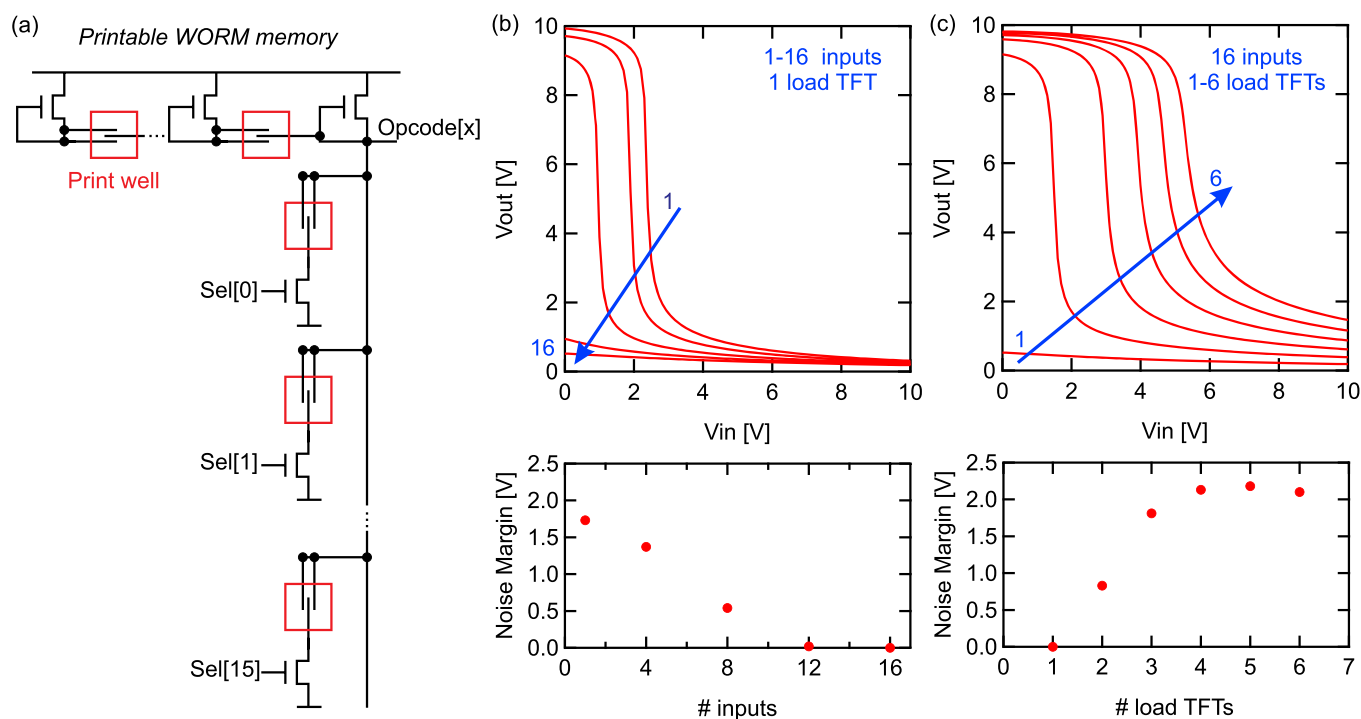 (a)
Printable WORM memory
Opcode[x]
Print well
Sel[0]
Sel[1]
Sel[15]
(b)
1-16 inputs
1 load TFT
1
16
Vout [V]
10
8
6
4
2
0
0 2 4 6 8 10
Vin [V]
Noise Margin [V]
2.5
2.0
1.5
1.0
0.5
0.0
0 4 8 12 16
# inputs
(c)
16 inputs
1-6 load TFTs
6
1
Vout [V]
10
8
6
4
2
0
0 2 4 6 8 10
Vin [V]
Noise Margin [V]
2.5
2.0
1.5
1.0
0.5
0.0
0 1 2 3 4 5 6 7
# load TFTs